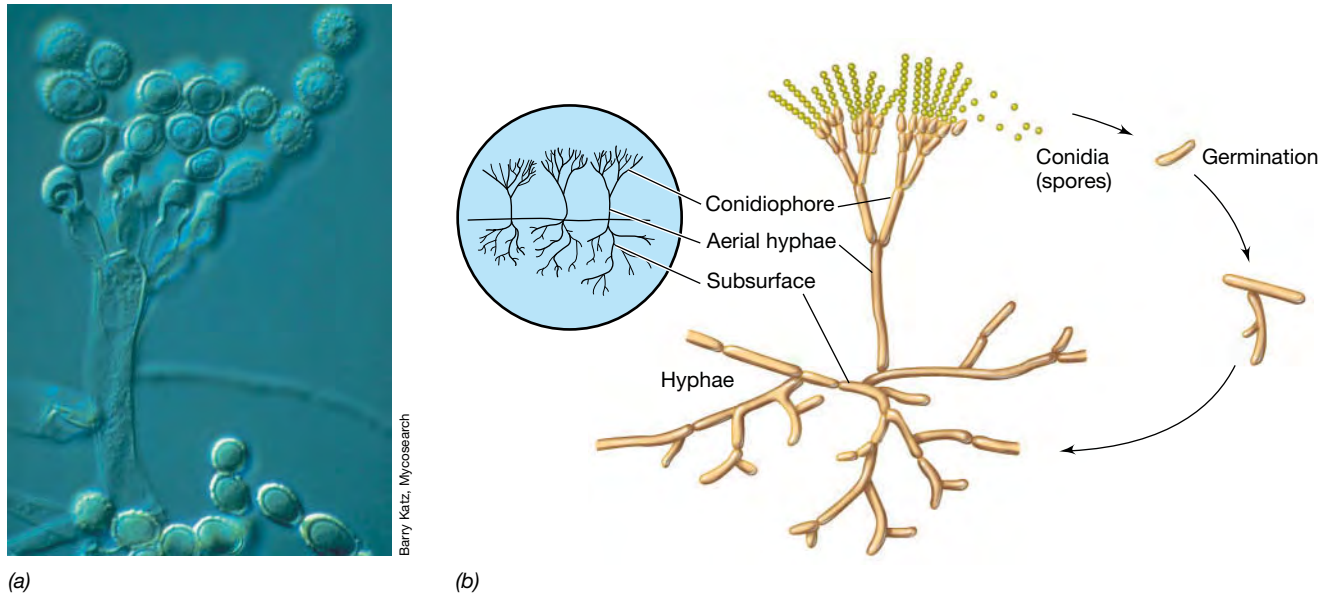 Barry Katz, Mycosearch
(a)
Conidiophore
Aerial hyphae
Subsurface
Hyphae
Conidia
(spores)
Germination
(b)